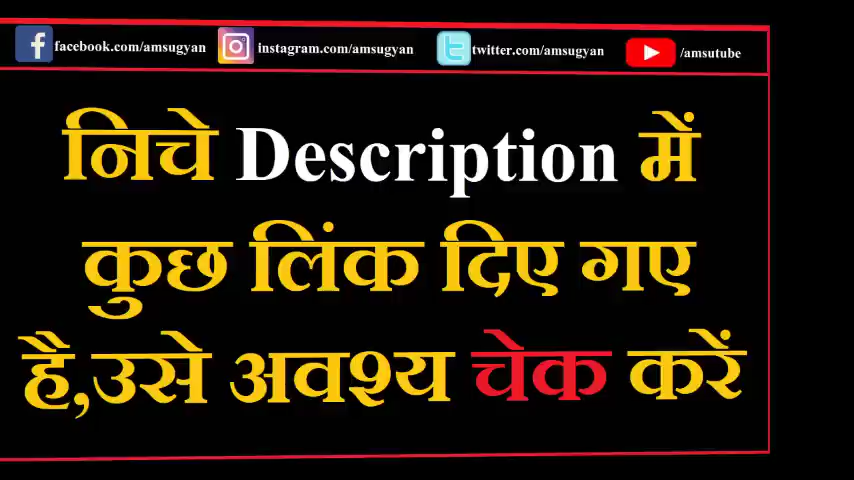 facebook.com/amsugyan instagram.com/amsugyan twitter.com/amsugyan /amsutube
निचे Description में
कुछ लिंक दिए गए
है,उसे अवश्य चेक करें